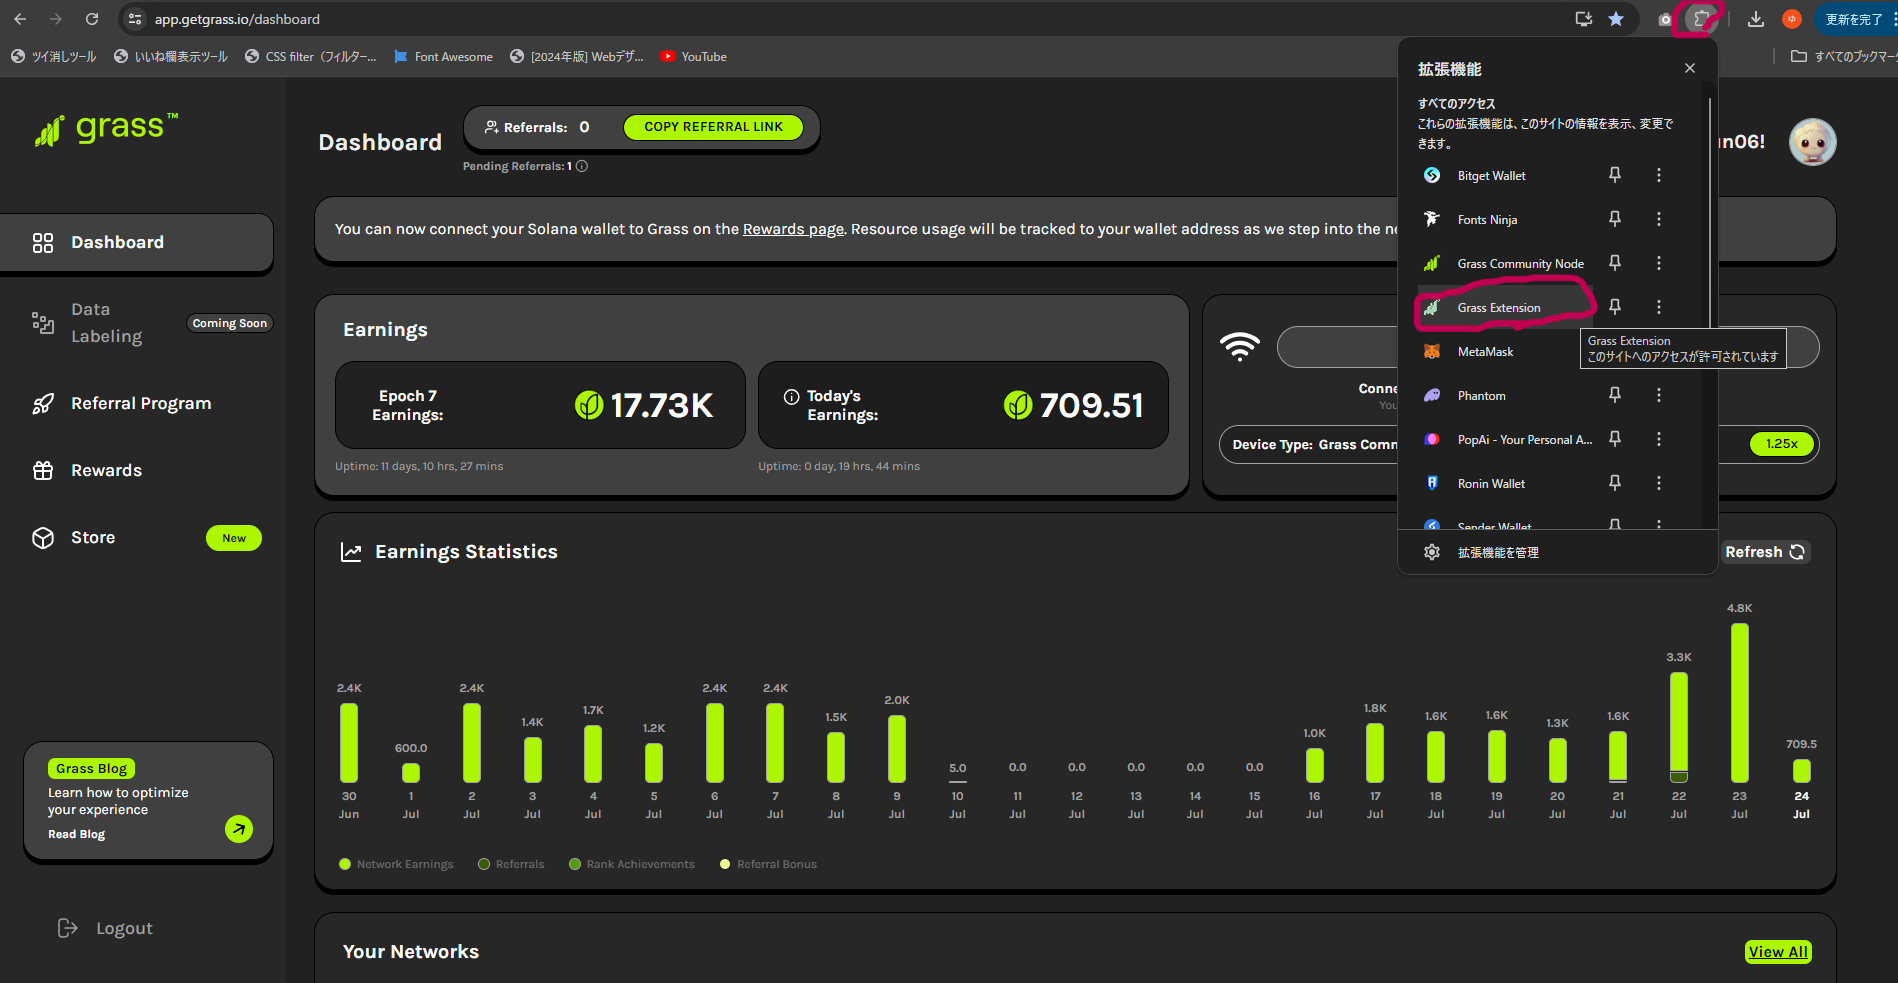 app.getgrass.io/dashboard
更新を完了
ツイ消しツール
いいね欄表示ツール
CSS filter（フィルター...
Font Awesome
[2024年版] Webデザ...
YouTube
すべてのブックマーク
grass™
Dashboard
Data
Labeling
Coming Soon
Referral Program
Rewards
Store
New
Grass Blog
Learn how to optimize
your experience
Read Blog
Logout
Dashboard
Referrals: 0
COPY REFERRAL LINK
Pending Referrals: 1
un06!
You can now connect your Solana wallet to Grass on the Rewards page. Resource usage will be tracked to your wallet address as we step into the ne
Earnings
Epoch 7
Earnings:
17.73K
Uptime: 11 days, 10 hrs, 27 mins
Today's
Earnings:
709.51
Uptime: 0 day, 19 hrs, 44 mins
Conne
You
Device Type: Grass Comn
1.25x
拡張機能
すべてのアクセス
これらの拡張機能は、このサイトの情報を表示、変更で
きます。
Bitget Wallet
Fonts Ninja
Grass Community Node
Grass Extension
Grass Extension
このサイトへのアクセスが許可されています
MetaMask
Phantom
PopAi - Your Personal A...
Ronin Wallet
Sender Wallet
拡張機能を管理
Earnings Statistics
Refresh
2.4K
600.0
2.4K
1.4K
1.7K
1.2K
2.4K
2.4K
1.5K
2.0K
5.0
0.0
0.0
0.0
0.0
0.0
1.0K
1.8K
1.6K
1.6K
1.3K
1.6K
3.3K
4.8K
709.5
30 1 2 3 4 5 6 7 8 9 10 11 12 13 14 15 16 17 18 19 20 21 22 23 24
Jun Jul Jul Jul Jul Jul Jul Jul Jul Jul Jul Jul Jul Jul Jul Jul Jul Jul Jul Jul Jul Jul Jul Jul Jul
Network Earnings
Referrals
Rank Achievements
Referral Bonus
Your Networks
View All